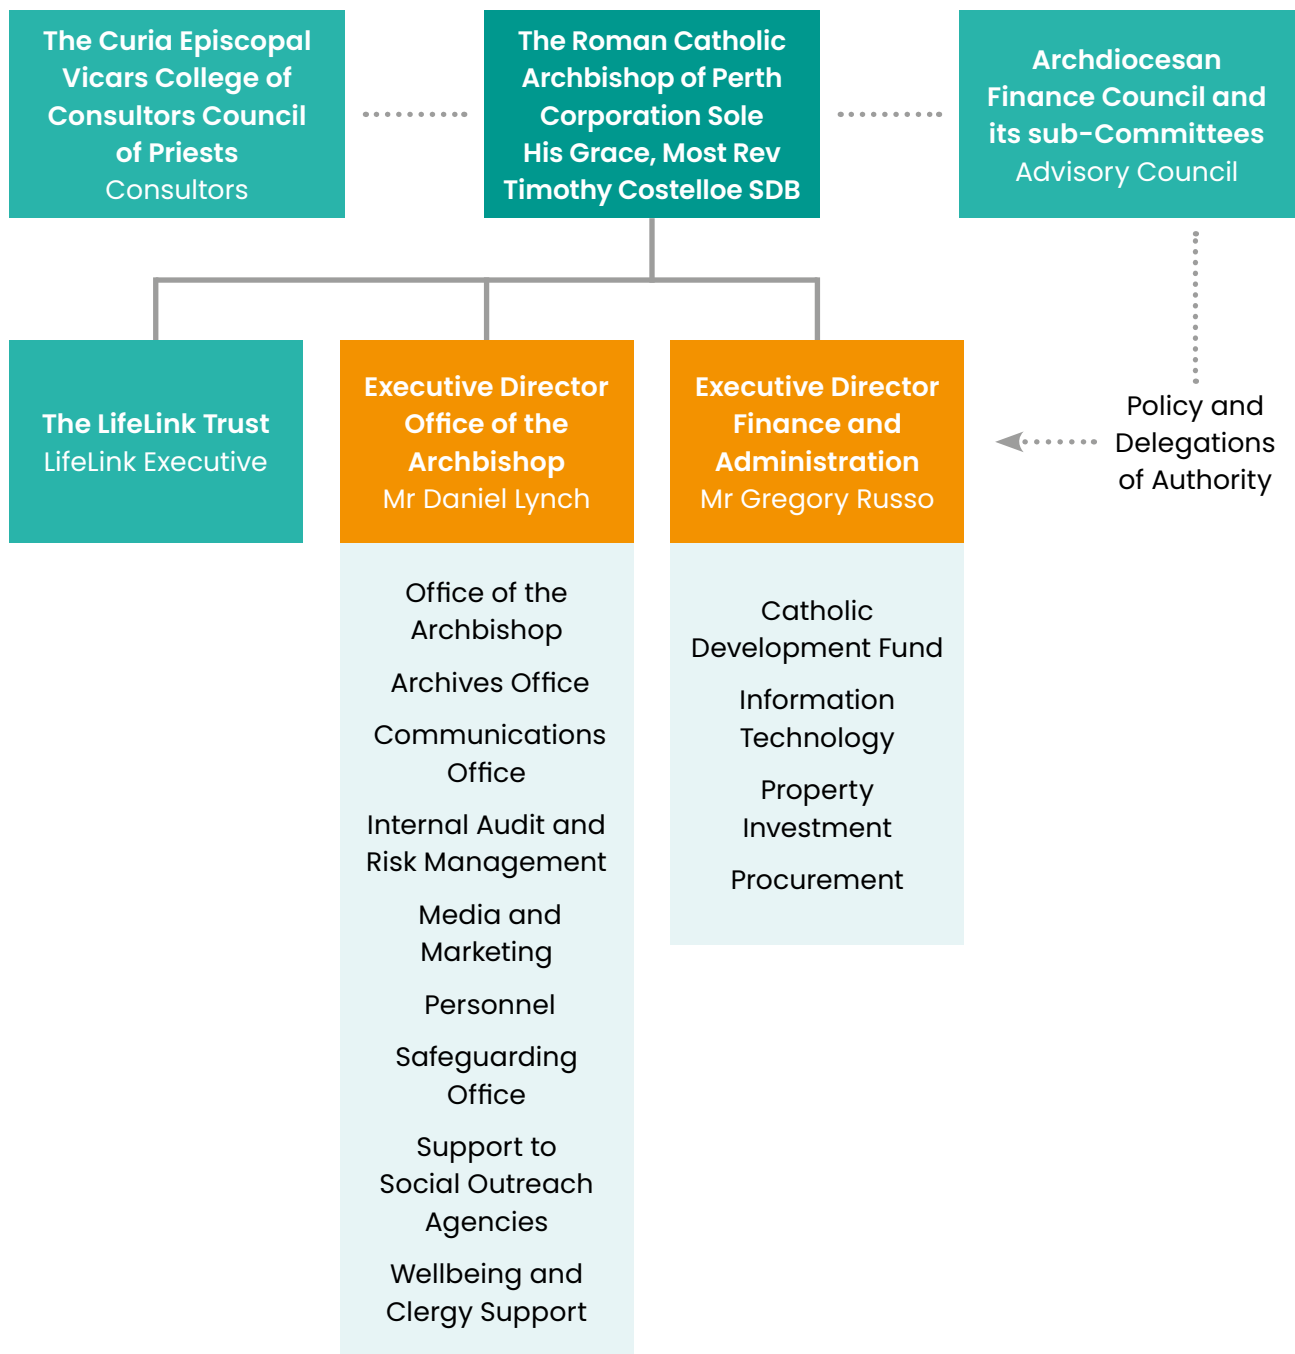 The Curia Episcopal
Vicars College of
Consultors Council
of Priests
Consultors
The Roman Catholic
Archbishop of Perth
Corporation Sole
His Grace, Most Rev
Timothy Costelloe SDB
Archdiocesan
Finance Council and
its sub-Committees
Advisory Council
The LifeLink Trust
LifeLink Executive
Executive Director
Office of the
Archbishop
Mr Daniel Lynch
Executive Director
Finance and
Administration
Mr Gregory Russo
Policy and
Delegations
of Authority
Office of the
Archbishop
Archives Office
Communications
Office
Internal Audit and
Risk Management
Media and
Marketing
Personnel
Safeguarding
Office
Support to
Social Outreach
Agencies
Wellbeing and
Clergy Support
Catholic
Development Fund
Information
Technology
Property
Investment
Procurement